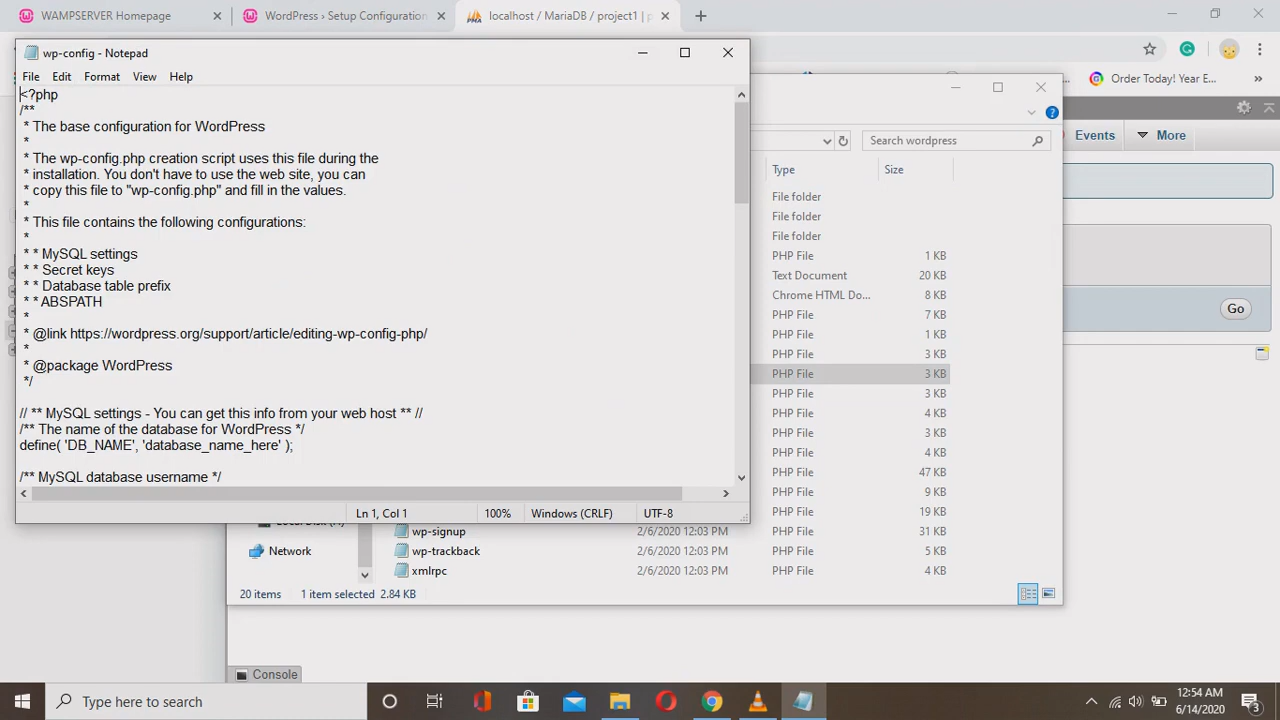 WAMPSERVER Homepage
WordPress › Setup Configuration
localhost / MariaDB / project1 | p
Order Today! Year E...
wp-config - Notepad
File Edit Format View Help
<?php
/**
* The base configuration for WordPress
*
* The wp-config.php creation script uses this file during the
* installation. You don't have to use the web site, you can
* copy this file to "wp-config.php" and fill in the values.
*
* This file contains the following configurations:
*
* * MySQL settings
* * Secret keys
* * Database table prefix
* * ABSPATH
*
* @link https://wordpress.org/support/article/editing-wp-config-php/
*
* @package WordPress
*/
// ** MySQL settings - You can get this info from your web host ** //
/** The name of the database for WordPress */
define( 'DB_NAME', 'database_name_here' );
/** MySQL database username */
Ln 1, Col 1 100% Windows (CRLF) UTF-8
Search wordpress
Type Size
File folder
File folder
File folder
PHP File 1 KB
Text Document 20 KB
Chrome HTML Do... 8 KB
PHP File 7 KB
PHP File 1 KB
PHP File 3 KB
PHP File 3 KB
PHP File 3 KB
PHP File 4 KB
PHP File 3 KB
PHP File 4 KB
PHP File 47 KB
PHP File 9 KB
PHP File 19 KB
wp-signup 2/6/2020 12:03 PM PHP File 31 KB
wp-trackback 2/6/2020 12:03 PM PHP File 5 KB
xmlrpc 2/6/2020 12:03 PM PHP File 4 KB
Network
20 items 1 item selected 2.84 KB
Events More
Go
Console
Type here to search
12:54 AM
6/14/2020
3